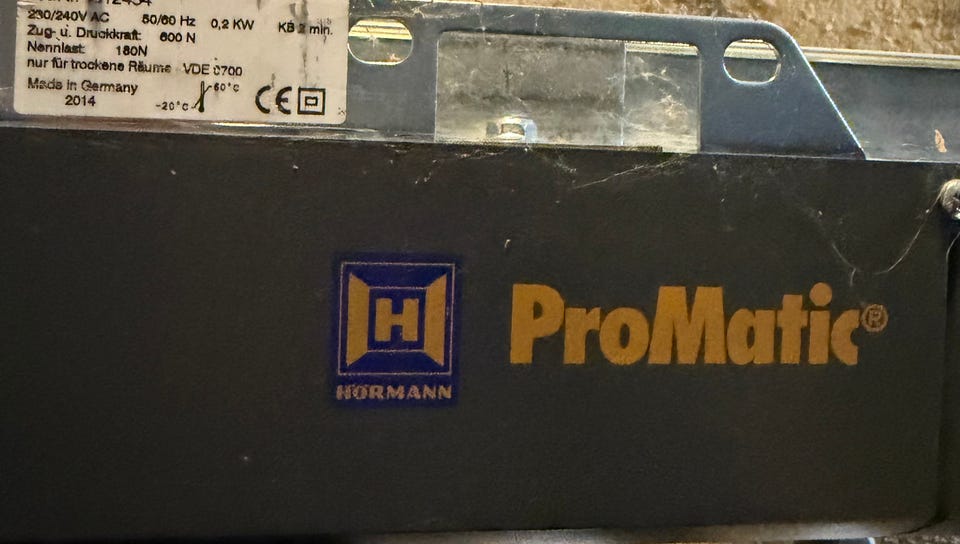 230/240V AC 50/60 Hz 0,2 KW KB 2 min.
Zug- u. Druckkraft: 600 N
Nennlast: 180N
nur für trockene Räume VDE 0700
Made in Germany
2014
-20°C
60°C
CE
H
HÖRMANN
ProMatic®